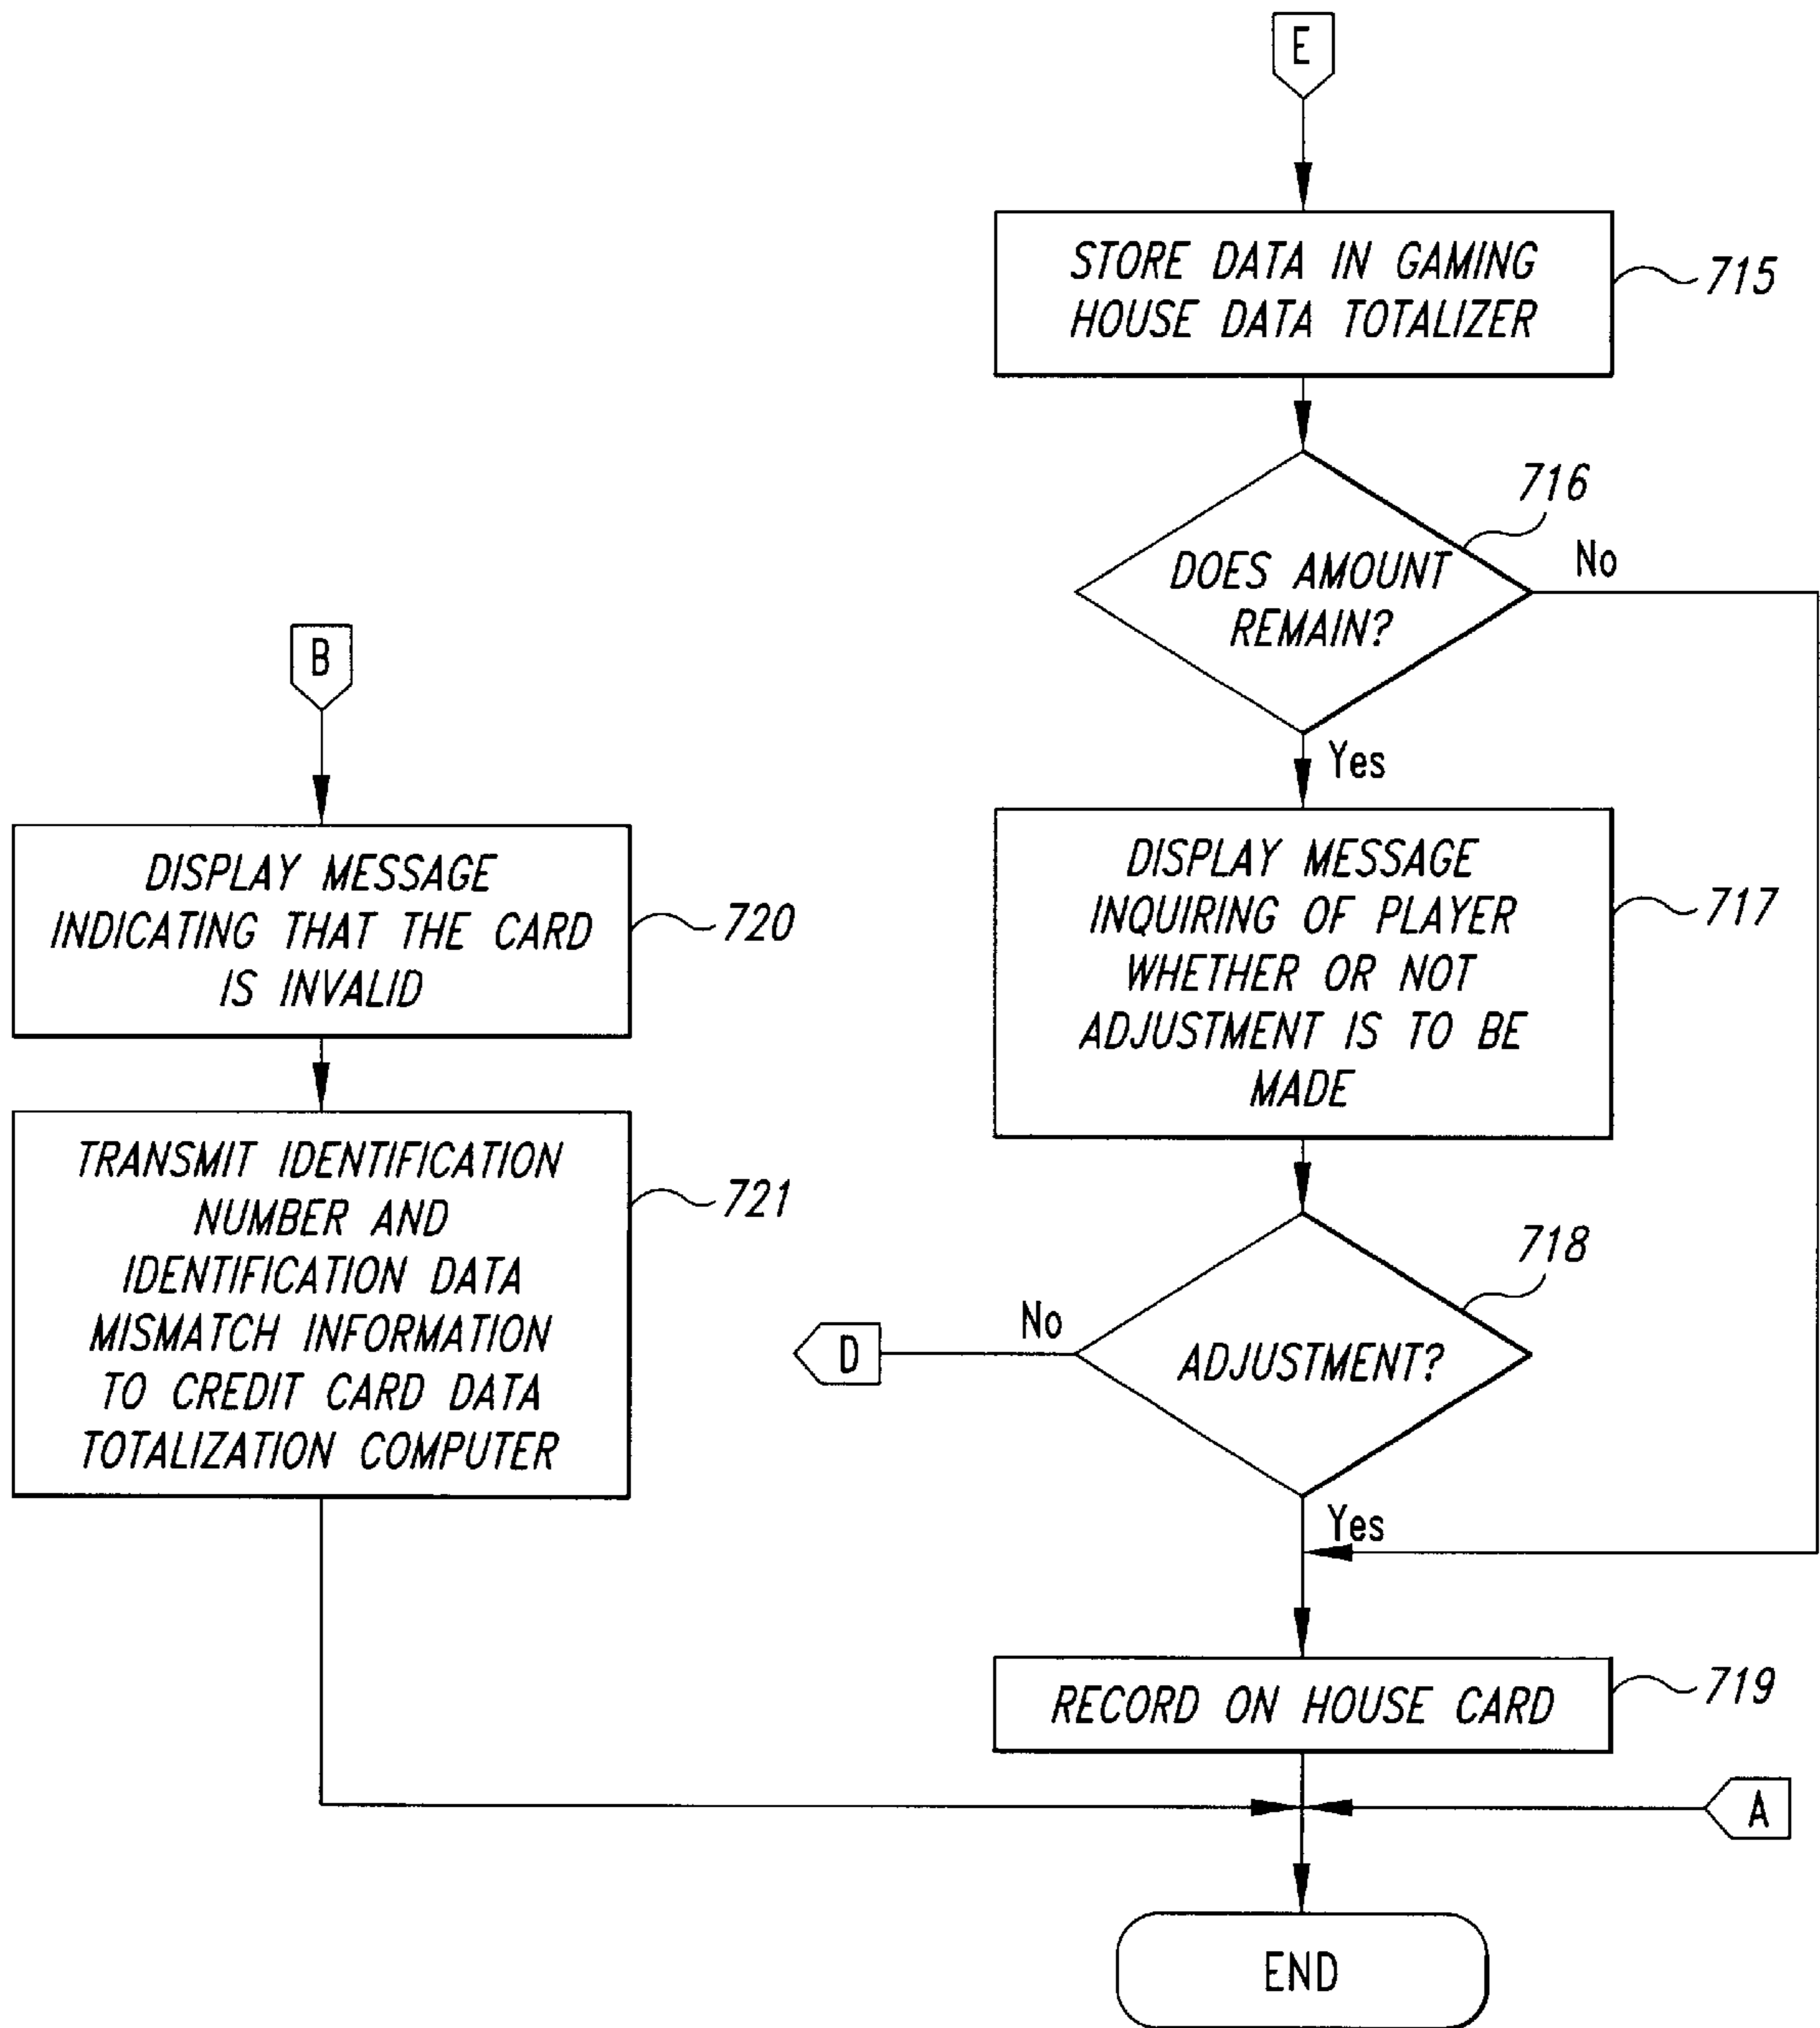 E
STORE DATA IN GAMING
HOUSE DATA TOTALIZER
715
716
DOES AMOUNT
REMAIN?
No
Yes
B
DISPLAY MESSAGE
INDICATING THAT THE CARD
IS INVALID
720
DISPLAY MESSAGE
INQUIRING OF PLAYER
WHETHER OR NOT
ADJUSTMENT IS TO BE
MADE
717
TRANSMIT IDENTIFICATION
NUMBER AND
IDENTIFICATION DATA
MISMATCH INFORMATION
TO CREDIT CARD DATA
TOTALIZATION COMPUTER
721
718
No
D
ADJUSTMENT?
Yes
RECORD ON HOUSE CARD
719
A
END